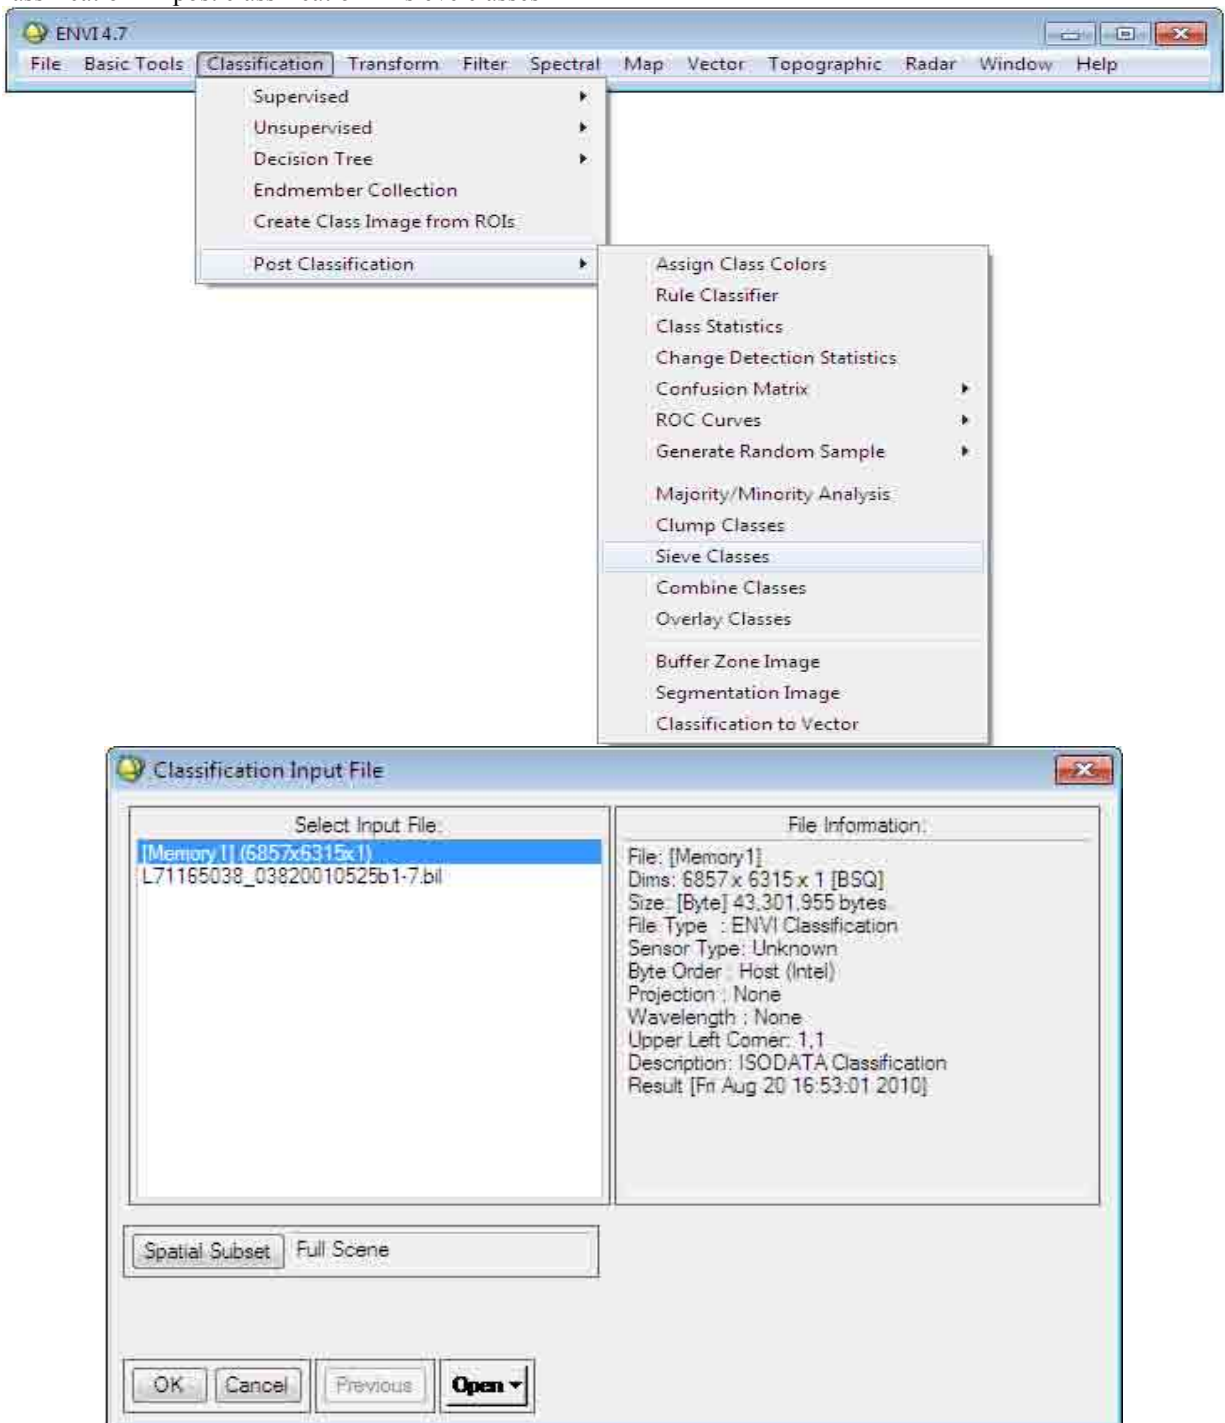 ENVI 4.7
File Basic Tools Classification Transform Filter Spectral Map Vector Topographic Radar Window Help
Supervised
Unsupervised
Decision Tree
Endmember Collection
Create Class Image from ROIs
Post Classification
Assign Class Colors
Rule Classifier
Class Statistics
Change Detection Statistics
Confusion Matrix
ROC Curves
Generate Random Sample
Majority/Minority Analysis
Clump Classes
Sieve Classes
Combine Classes
Overlay Classes
Buffer Zone Image
Segmentation Image
Classification to Vector
Classification Input File
Select Input File:
[Memory1] (6857x6315x1)
L71165038_03820010525b1-7.bil
File Information:
File: [Memory1]
Dims: 6857 x 6315 x 1 [BSQ]
Size: [Byte] 43,301,955 bytes.
File Type : ENVI Classification
Sensor Type: Unknown
Byte Order : Host (Intel)
Projection : None
Wavelength : None
Upper Left Corner: 1,1
Description: ISODATA Classification
Result [Fri Aug 20 16:53:01 2010]
Spatial Subset Full Scene
OK Cancel Previous Open